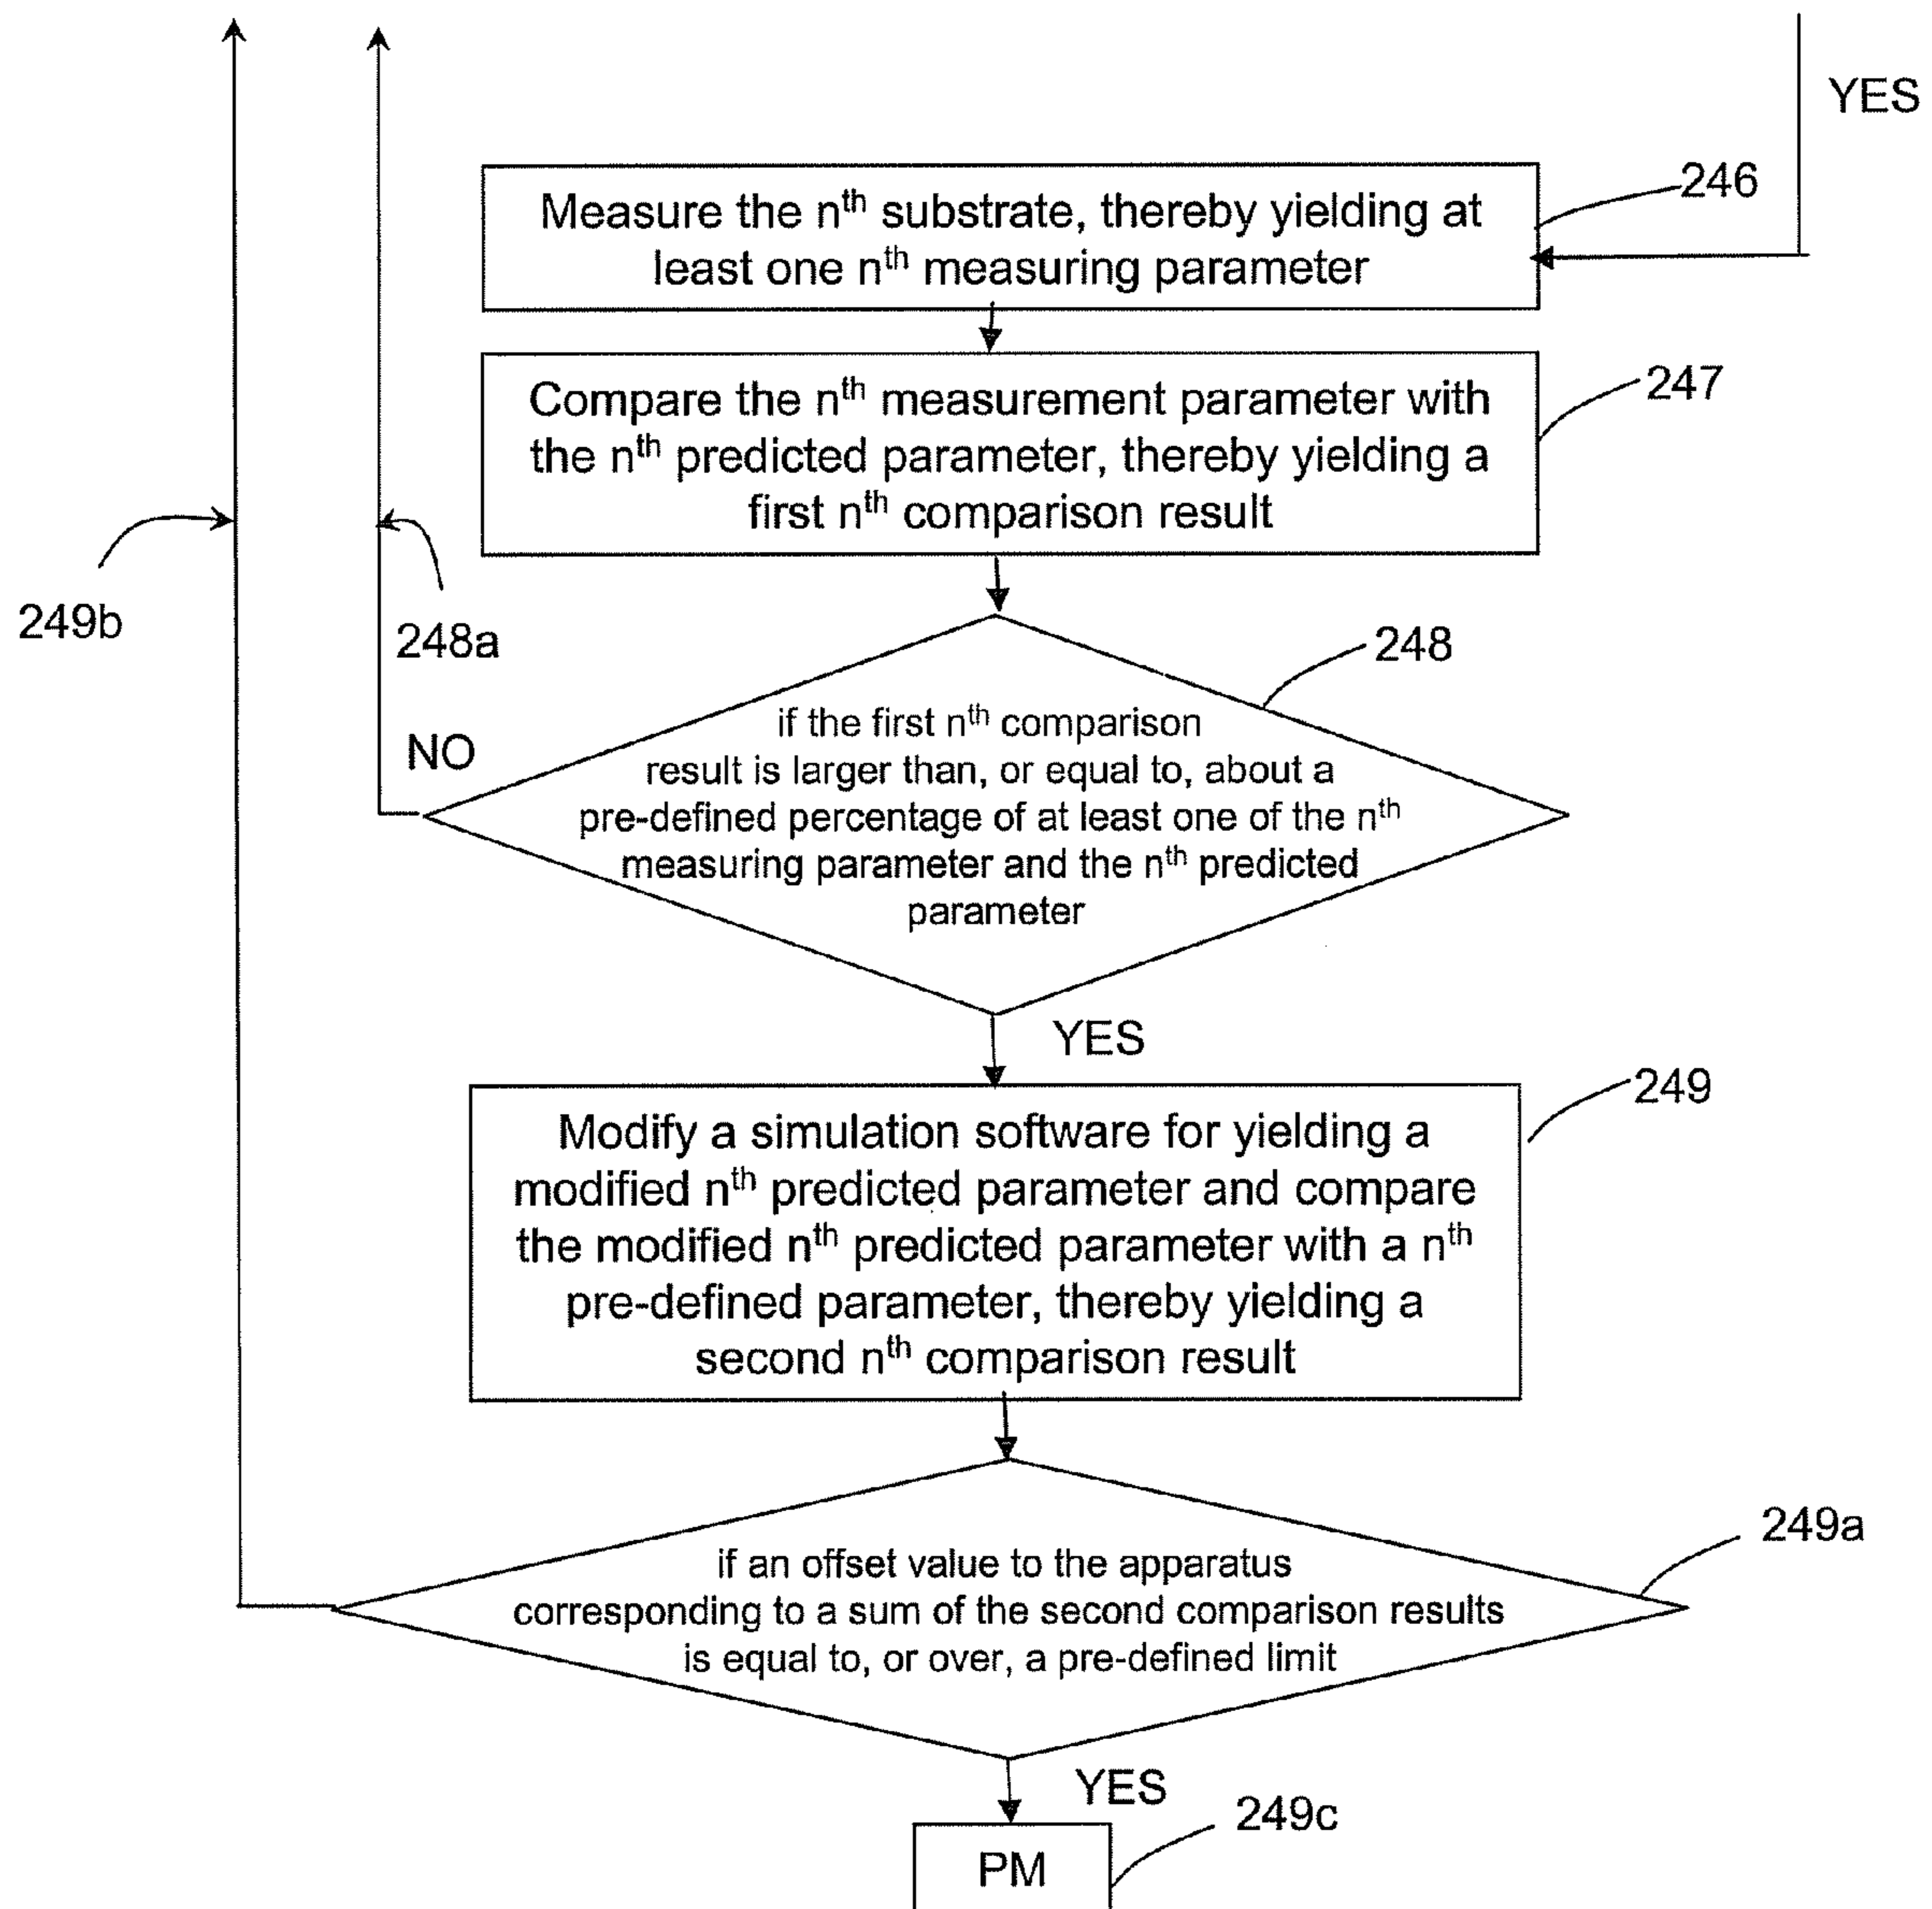 YES
246
Measure the nth substrate, thereby yielding at
least one nth measuring parameter
247
Compare the nth measurement parameter with
the nth predicted parameter, thereby yielding a
first nth comparison result
249b
248a
248
NO
if the first nth comparison
result is larger than, or equal to, about a
pre-defined percentage of at least one of the nth
measuring parameter and the nth predicted
parameter
YES
249
Modify a simulation software for yielding a
modified nth predicted parameter and compare
the modified nth predicted parameter with a nth
pre-defined parameter, thereby yielding a
second nth comparison result
249a
if an offset value to the apparatus
corresponding to a sum of the second comparison results
is equal to, or over, a pre-defined limit
YES
249c
PM